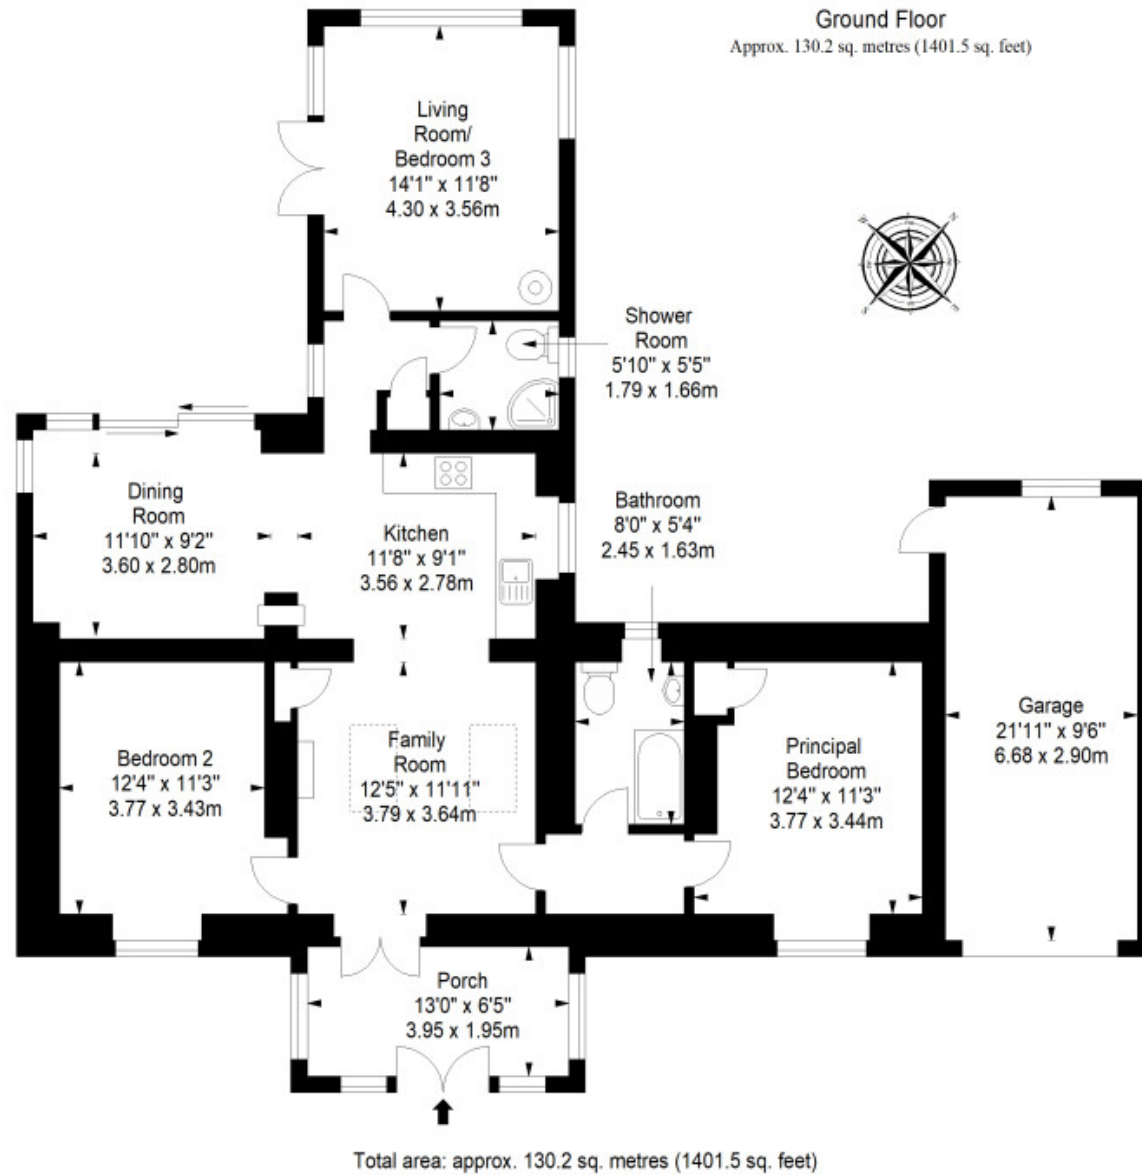 Ground Floor
Approx. 130.2 sq. metres (1401.5 sq. feet)
Living
Room/
Bedroom 3
14'1" x 11'8"
4.30 x 3.56m
W
N
S
E
Shower
Room
5'10" x 5'5"
1.79 x 1.66m
Dining
Room
11'10" x 9'2"
3.60 x 2.80m
Kitchen
11'8" x 9'1"
3.56 x 2.78m
Bathroom
8'0" x 5'4"
2.45 x 1.63m
Bedroom 2
12'4" x 11'3"
3.77 x 3.43m
Family
Room
12'5" x 11'11"
3.79 x 3.64m
Principal
Bedroom
12'4" x 11'3"
3.77 x 3.44m
Garage
21'11" x 9'6"
6.68 x 2.90m
Porch
13'0" x 6'5"
3.95 x 1.95m
Total area: approx. 130.2 sq. metres (1401.5 sq. feet)